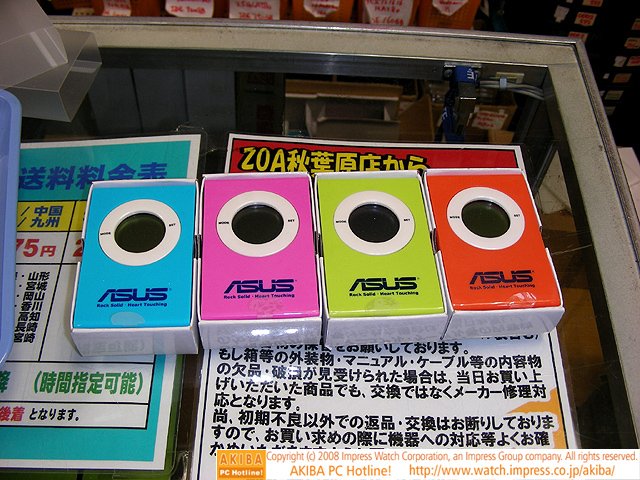 ZOA秋葉原店から
送料料金表
中国
九州
75円
山形
宮城
岡山
香川
高知
長崎
宮崎
MODE SET
MODE SET
MODE SET
MODE SET
ASUS
Rock Solid · Heart Touching
ASUS
Rock Solid · Heart Touching
ASUS
Rock Solid · Heart Touching
ASUS
Rock Solid · Heart Touching
お願いしております。
もし箱等の外装物・マニュアル・ケーブル等の内容物
の欠品・破損が見受けられた場合は、当日お買い上
げいただいた商品でも、交換ではなくメーカー修理対
応となります。
尚、初期不良以外での返品・交換はお断りしておりま
すので、お買い求めの際に機器への対応等よくお確
(時間指定可能)
後着 となります。
AKIBA
PC Hotline!
Copyright (c) 2008 Impress Watch Corporation, an Impress Group company. All rights reserved.
AKIBA PC Hotline! http://www.watch.impress.co.jp/akiba/